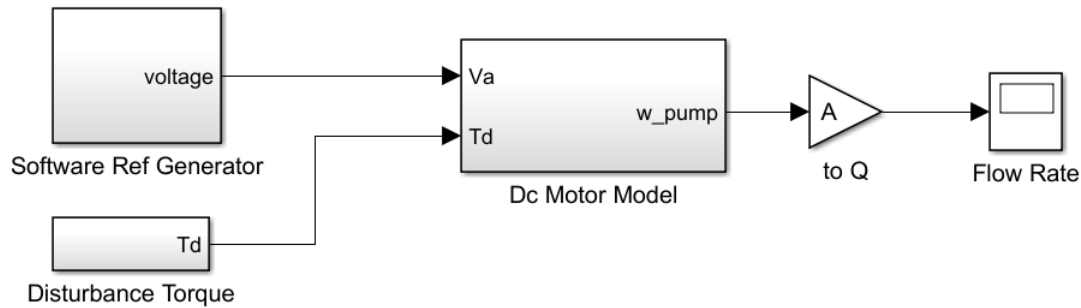 voltage
Software Ref Generator
Td
Disturbance Torque
Va
Td
w_pump
Dc Motor Model
A
to Q
Flow Rate